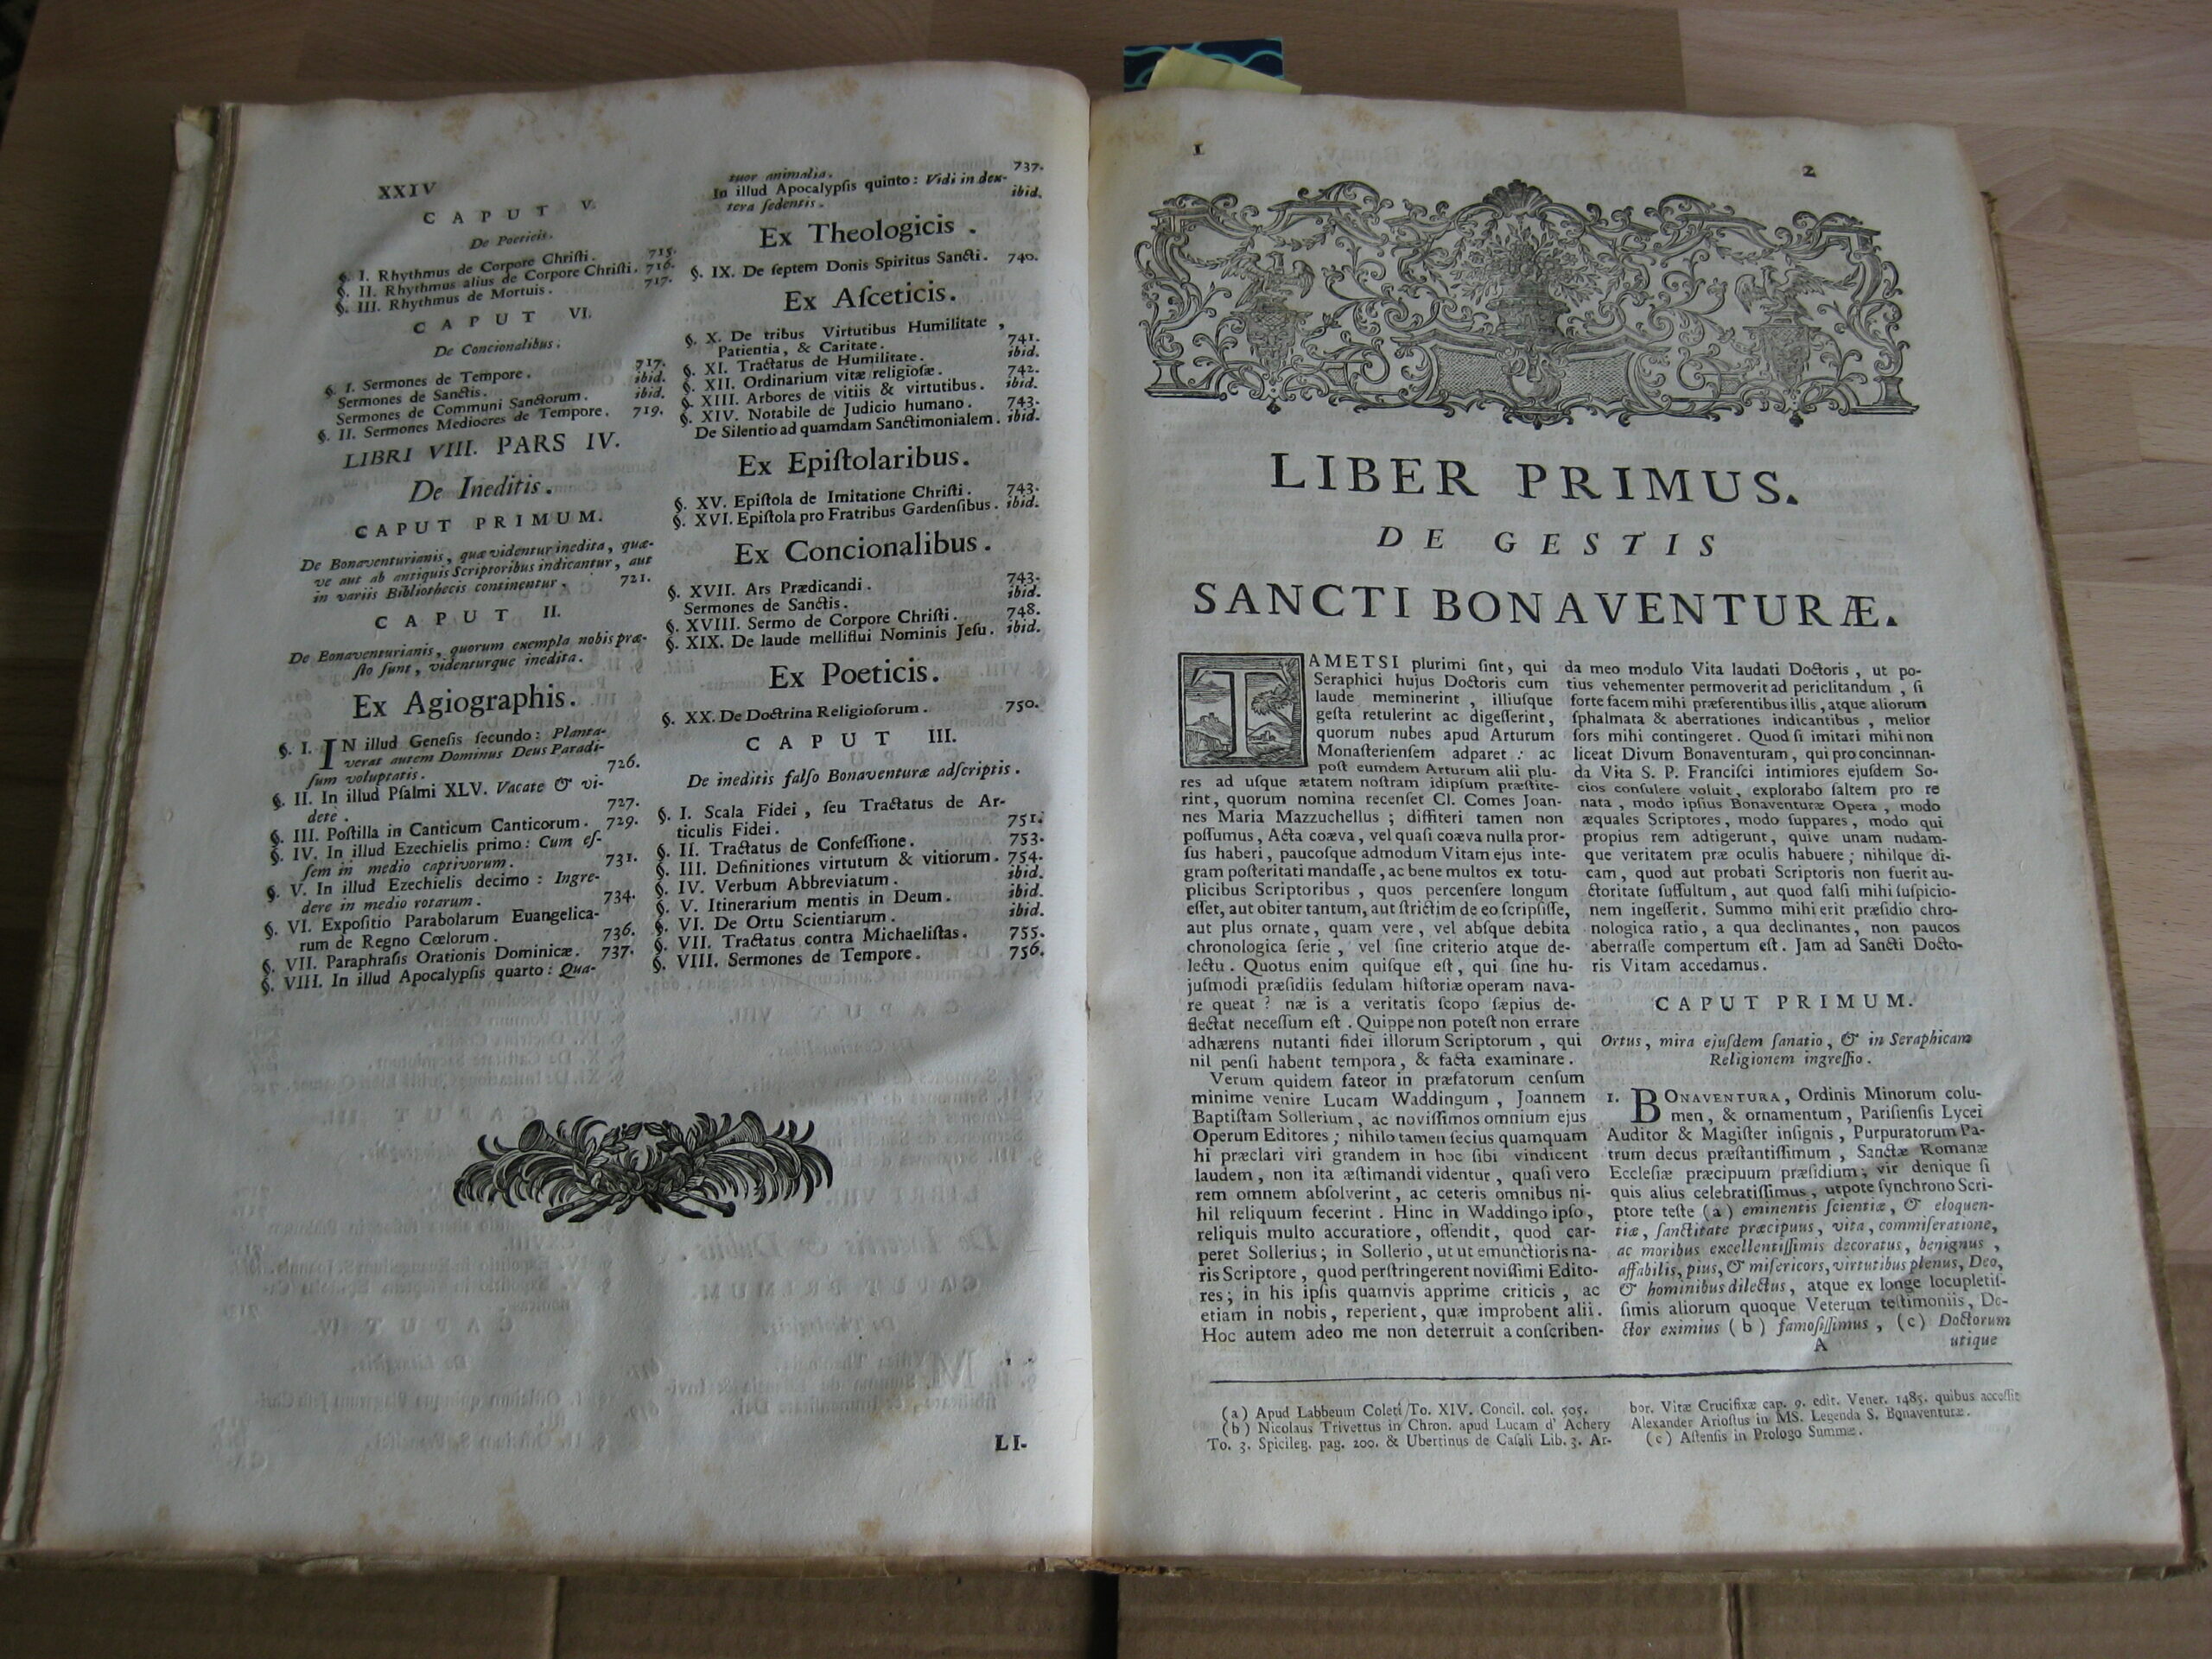 XXIV
CAPUT V.
De Poeticis.
§. I. Rhythmus de Corpore Chriſti. 715.
§. II. Rhythmus alius de Corpore Chriſti. 716.
§. III. Rhythmus de Mortuis. 717.
CAPUT VI.
De Concionalibus.
§. I. Sermones de Tempore. 717.
Sermones de Sanctis. ibid.
Sermones de Communi Sanctorum. ibid.
§. II. Sermones Mediocres de Tempore. 719.
LIBRI VIII. PARS IV.
De Ineditis.
CAPUT PRIMUM.
De Bonaventurianis, quæ videntur inedita, quæ-
ve aut ab antiquis Scriptoribus indicantur, aut
in variis Bibliothecis continentur. 721.
CAPUT II.
De Bonaventurianis, quorum exempla nobis præ-
ſto ſunt, videnturque inedita.
Ex Agiographis.
§. I. IN illud Geneſis ſecundo: Planta-
verat autem Dominus Deus Paradi-
ſum voluptatis. 726.
§. II. In illud Pſalmi XLV. Vacate & vi-
dete. 727.
§. III. Poſtilla in Canticum Canticorum. 729.
§. IV. In illud Ezechielis primo: Cum eſ-
ſem in medio captivorum. 731.
§. V. In illud Ezechielis decimo: Ingre-
dere in medio rotarum. 734.
§. VI. Expoſitio Parabolarum Euangelica-
rum de Regno Cœlorum. 736.
§. VII. Paraphraſis Orationis Dominicæ. 737.
§. VIII. In illud Apocalypſis quarto: Qua-
tuor animalia. 737.
In illud Apocalypſis quinto: Vidi in dex-
tera ſedentis. ibid.
Ex Theologicis.
§. IX. De ſeptem Donis Spiritus Sancti. 740.
Ex Aſceticis.
§. X. De tribus Virtutibus Humilitate,
Patientia, & Caritate. 741.
§. XI. Tractatus de Humilitate. ibid.
§. XII. Ordinarium vitæ religioſæ. 742.
§. XIII. Arbores de vitiis & virtutibus. ibid.
§. XIV. Notabile de Judicio humano. 743.
De Silentio ad quamdam Sanctimonialem. ibid.
Ex Epiſtolaribus.
§. XV. Epiſtola de Imitatione Chriſti. 743.
§. XVI. Epiſtola pro Fratribus Gardenſibus. ibid.
Ex Concionalibus.
§. XVII. Ars Prædicandi. 743.
Sermones de Sanctis. ibid.
§. XVIII. Sermo de Corpore Chriſti. 748.
§. XIX. De laude melliflui Nominis Jeſu. ibid.
Ex Poeticis.
§. XX. De Doctrina Religioſorum. 750.
CAPUT III.
De ineditis falſo Bonaventuræ adſcriptis.
§. I. Scala Fidei, ſeu Tractatus de Ar-
ticulis Fidei. 751.
§. II. Tractatus de Confeſſione. 753.
§. III. Definitiones virtutum & vitiorum. 754.
§. IV. Verbum Abbreviatum. ibid.
§. V. Itinerarium mentis in Deum. ibid.
§. VI. De Ortu Scientiarum. ibid.
§. VII. Tractatus contra Michaeliſtas. 755.
§. VIII. Sermones de Tempore. 756.
LI-
1
2
LIBER PRIMUS.
DE GESTIS
SANCTI BONAVENTURÆ.
TAMETSI plurimi ſint, qui
Seraphici hujus Doctoris cum
laude meminerint, illiuſque
geſta retulerint ac digeſſerint,
quorum nubes apud Arturum
Monaſterienſem adparet: ac
poſt eumdem Arturum alii plu-
res ad uſque ætatem noſtram idipſum præſtite-
rint, quorum nomina recenſet Cl. Comes Joan-
nes Maria Mazzuchellus; diffiteri tamen non
poſſumus, Acta coæva, vel quaſi coæva nulla pror-
ſus haberi, paucoſque admodum Vitam ejus inte-
gram poſteritati mandaſſe, ac bene multos ex totu-
plicibus Scriptoribus, quos percenſere longum
eſſet, aut obiter tantum, aut ſtrictim de eo ſcripſiſſe,
aut plus ornate, quam vere, vel abſque debita
chronologica ſerie, vel ſine criterio atque de-
lectu. Quotus enim quiſque eſt, qui ſine hu-
juſmodi præſidiis ſedulam hiſtoriæ operam nava-
re queat? næ is a veritatis ſcopo ſæpius de-
flectat neceſſum eſt. Quippe non poteſt non errare
adhærens nutanti fidei illorum Scriptorum, qui
nil penſi habent tempora, & facta examinare.
Verum quidem fateor in præfatorum cenſum
minime venire Lucam Waddingum, Joannem
Baptiſtam Sollerium, ac noviſſimos omnium ejus
Operum Editores; nihilo tamen ſecius quamquam
hi præclari viri grandem in hoc ſibi vindicent
laudem, non ita æſtimandi videntur, quaſi vero
rem omnem abſolverint, ac ceteris omnibus ni-
hil reliquum fecerint. Hinc in Waddingo ipſo,
reliquis multo accuratiore, offendit, quod car-
peret Sollerius; in Sollerio, ut ut emunctioris na-
ris Scriptore, quod perſtringerent noviſſimi Edito-
res; in his ipſis quamvis apprime criticis, ac
etiam in nobis, reperient, quæ improbent alii.
Hoc autem adeo me non deterruit a conſcriben-
da meo modulo Vita laudati Doctoris, ut po-
tius vehementer permoverit ad periclitandum, ſi
forte facem mihi præferentibus illis, atque aliorum
ſphalmata & aberrationes indicantibus, melior
ſors mihi contingeret. Quod ſi imitari mihi non
liceat Divum Bonaventuram, qui pro concinnan-
da Vita S. P. Franciſci intimiores ejuſdem So-
cios conſulere voluit, explorabo ſaltem pro re
nata, modo ipſius Bonaventuræ Opera, modo
æquales Scriptores, modo ſuppares, modo qui
propius rem adtigerunt, quive unam nudam-
que veritatem præ oculis habuere; nihilque di-
cam, quod aut probati Scriptoris non fuerit au-
ctoritate ſuffultum, aut quod falſi mihi ſuſpicio-
nem ingeſſerit. Summo mihi erit præſidio chro-
nologica ratio, a qua declinantes, non paucos
aberraſſe compertum eſt. Jam ad Sancti Docto-
ris Vitam accedamus.
CAPUT PRIMUM.
Ortus, mira ejuſdem ſanatio, & in Seraphicam
Religionem ingreſſio.
1. BONAVENTURA, Ordinis Minorum colu-
men, & ornamentum, Pariſienſis Lycei
Auditor & Magiſter inſignis, Purpuratorum Pa-
trum decus præſtantiſſimum, Sanctæ Romanæ
Eccleſiæ præcipuum præſidium; vir denique ſi
quis alius celebratiſſimus, utpote ſynchrono Scri-
ptore teſte (a) eminentis ſcientiæ, & eloquen-
tiæ, ſanctitate præcipuus, vita, commiſeratione,
ac moribus excellentiſſimis decoratus, benignus,
affabilis, pius, & miſericors, virtutibus plenus, Deo,
& hominibus dilectus, atque ex longe locupletiſ-
ſimis aliorum quoque Veterum teſtimoniis, Do-
ctor eximius (b) famoſiſſimus, (c) Doctorum
A utique
(a) Apud Labbeum Coleti To. XIV. Concil. col. 505.
(b) Nicolaus Trivettus in Chron. apud Lucam d' Achery
To. 3. Spicileg. pag. 200. & Ubertinus de Caſali Lib. 3. Ar-
bor. Vitæ Crucifixæ cap. 9. edit. Vener. 1485. quibus acceſſit
Alexander Arioſtus in MS. Legenda S. Bonaventuræ.
(c) Aſtenſis in Prologo Summæ.